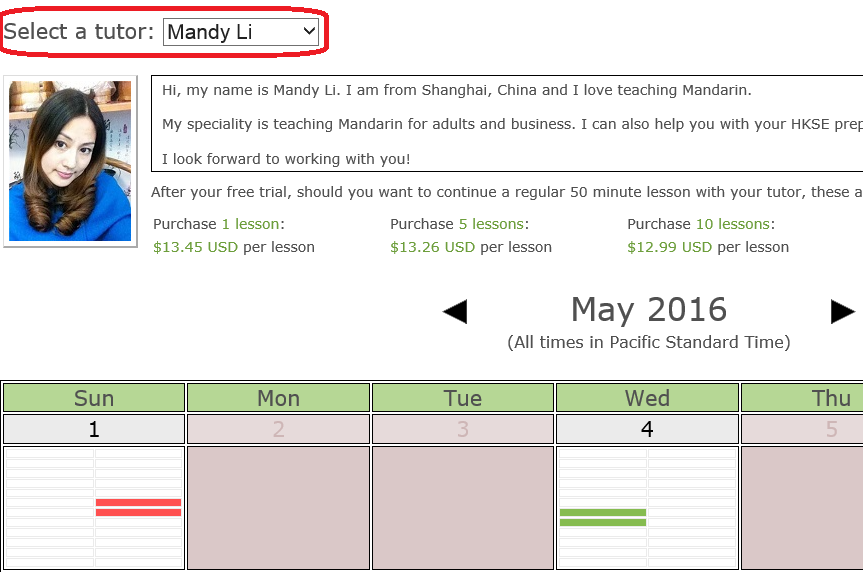 Select a tutor: Mandy Li
Hi, my name is Mandy Li. I am from Shanghai, China and I love teaching Mandarin.
My speciality is teaching Mandarin for adults and business. I can also help you with your HKSE prep
I look forward to working with you!
After your free trial, should you want to continue a regular 50 minute lesson with your tutor, these a
Purchase 1 lesson: Purchase 5 lessons: Purchase 10 lessons:
$13.45 USD per lesson $13.26 USD per lesson $12.99 USD per lesson
May 2016
(All times in Pacific Standard Time)
Sun Mon Tue Wed Thu
1 2 3 4 5